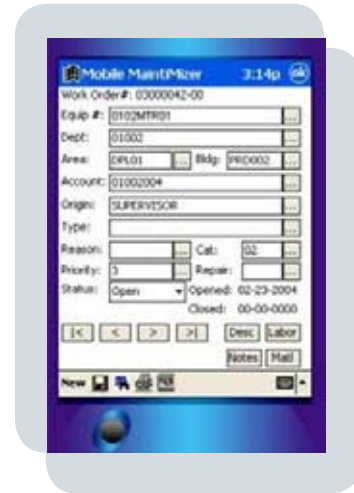 Mobile MaintiMizer 3:14p ok
Work Order#: 03000042-00
Equip #: 0102MTR01 ...
Dept: 01002 ...
Area: DPL01 ... Bldg: PRD002 ...
Account: 01002004 ...
Origin: SUPERVISOR ...
Type: ...
Reason: ... Cat: 02 ...
Priority: 3 ... Repair: ...
Status: Open Opened: 02-23-2004
Closed: 00-00-0000
|< < > >| Desc Labor
Notes Matl
New